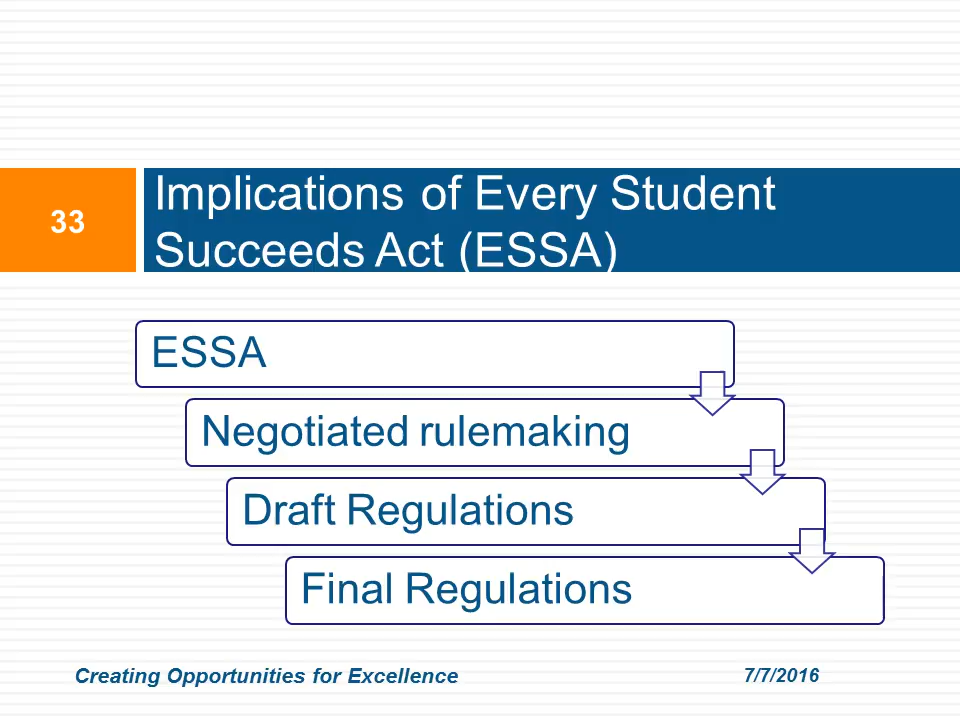 33
Implications of Every Student
Succeeds Act (ESSA)
ESSA
Negotiated rulemaking
Draft Regulations
Final Regulations
Creating Opportunities for Excellence
7/7/2016